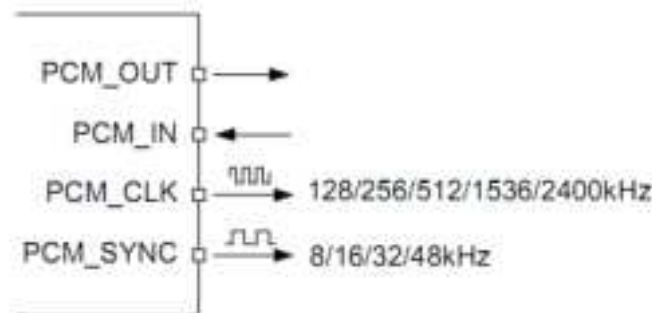 PCM_OUT
PCM_IN
PCM_CLK 128/256/512/1536/2400kHz
PCM_SYNC 8/16/32/48kHz